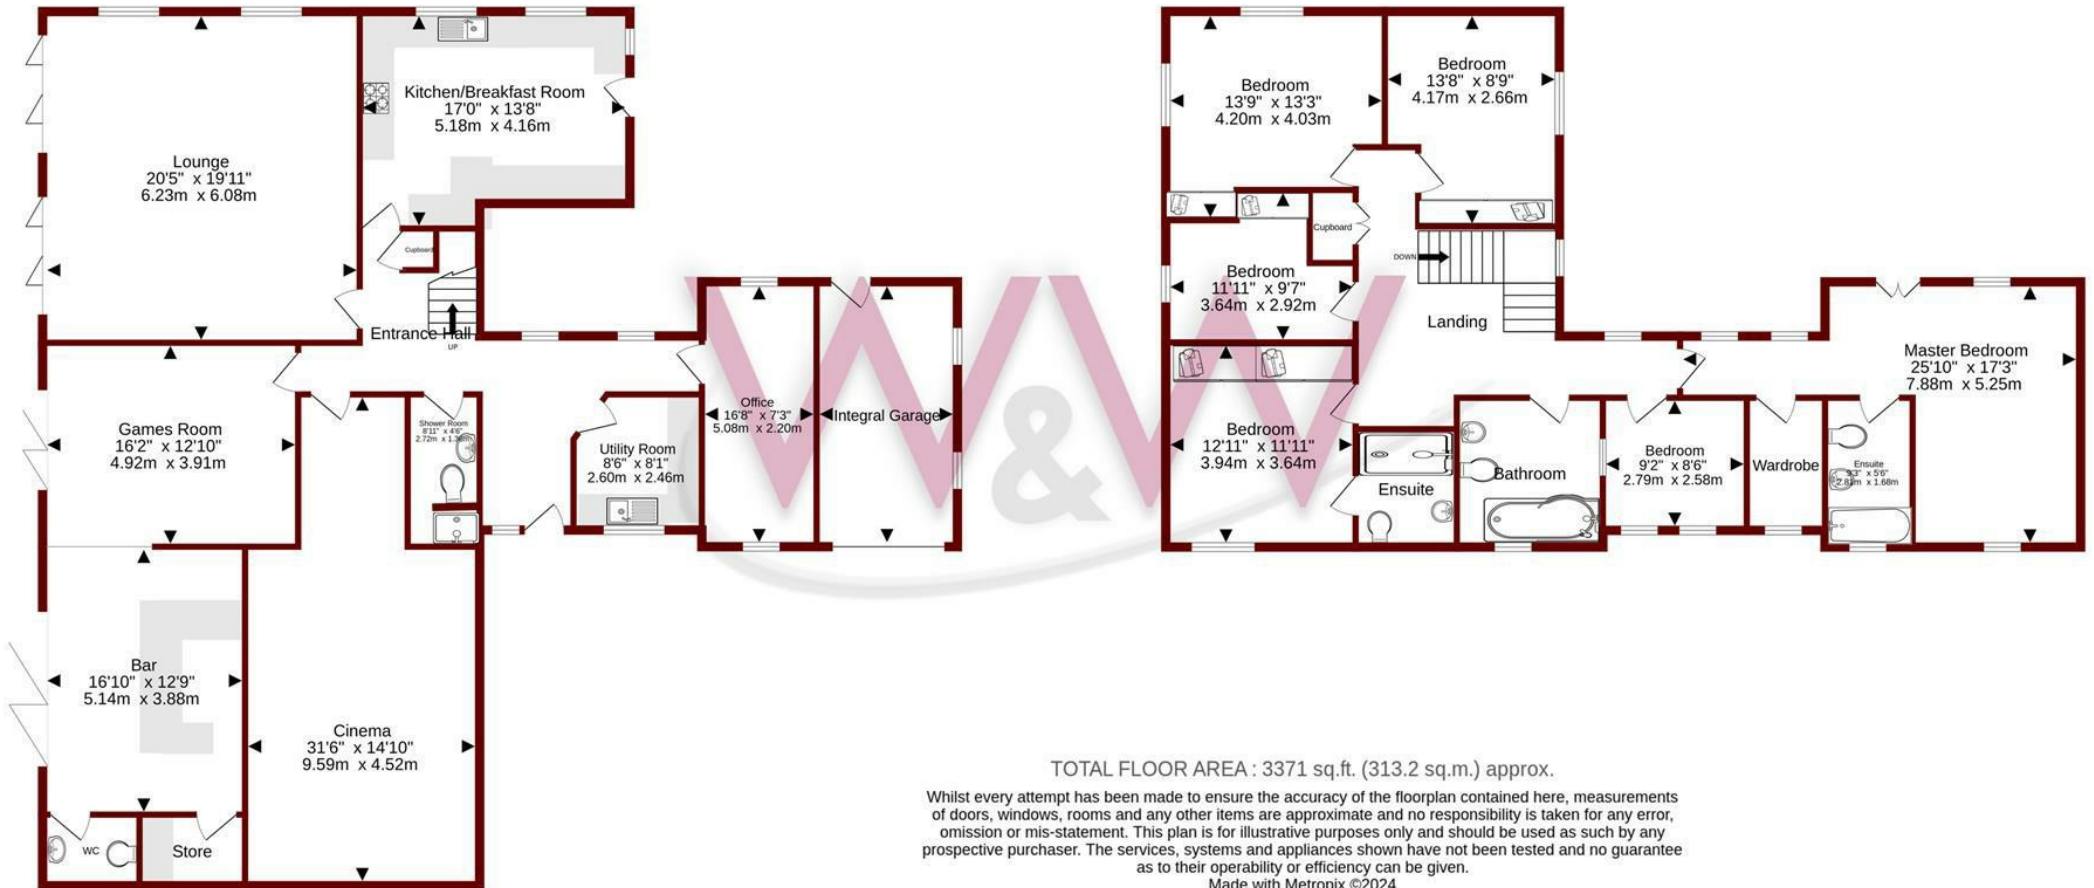 Lounge
20'5" x 19'11"
6.23m x 6.08m
Kitchen/Breakfast Room
17'0" x 13'8"
5.18m x 4.16m
Cupboard
Entrance Hall
UP
Games Room
16'2" x 12'10"
4.92m x 3.91m
Shower Room
8'11" x 4'6"
Utility Room
8'6" x 8'1"
2.60m x 2.46m
Office
16'8" x 7'3"
5.08m x 2.20m
Integral Garage
Bar
16'10" x 12'9"
5.14m x 3.88m
Cinema
31'6" x 14'10"
9.59m x 4.52m
WC
Store
W&W
Bedroom
13'9" x 13'3"
4.20m x 4.03m
Bedroom
13'8" x 8'9"
4.17m x 2.66m
Cupboard
DOWN
Bedroom
11'11" x 9'7"
3.64m x 2.92m
Landing
Bedroom
12'11" x 11'11"
3.94m x 3.64m
Ensuite
Bathroom
Bedroom
9'2" x 8'6"
2.79m x 2.58m
Wardrobe
Ensuite
9'3" x 5'6"
2.81m x 1.68m
Master Bedroom
25'10" x 17'3"
7.88m x 5.25m
TOTAL FLOOR AREA : 3371 sq.ft. (313.2 sq.m.) approx.
Whilst every attempt has been made to ensure the accuracy of the floorplan contained here, measurements
of doors, windows, rooms and any other items are approximate and no responsibility is taken for any error,
omission or mis-statement. This plan is for illustrative purposes only and should be used as such by any
prospective purchaser. The services, systems and appliances shown have not been tested and no guarantee
as to their operability or efficiency can be given.
Made with Metropix ©2024